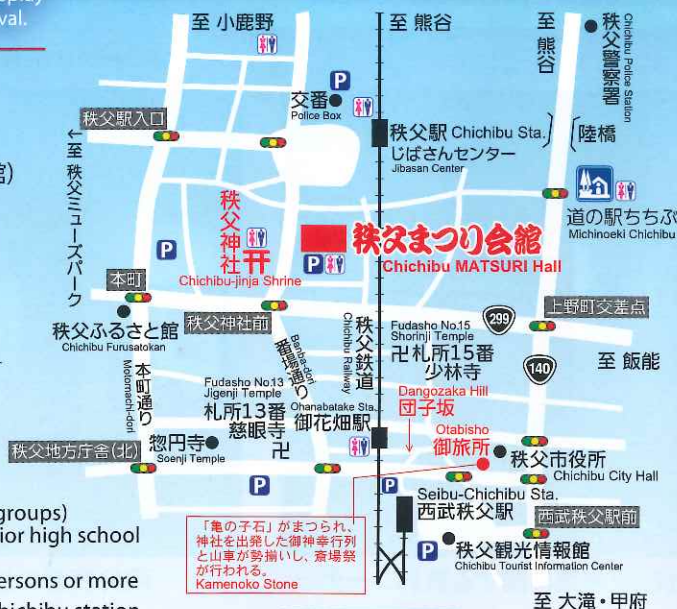 play
val.
至 小鹿野
至 熊谷
至 熊谷
秩父警察署
Chichibu Police Station
P
交番
Police Box
秩父駅入口
秩父駅 Chichibu Sta.
陸橋
じばさんセンター
Jibasan Center
←至 秩父ミューズパーク
館)
秩父神社
Chichibu-jinja Shrine
P
P
秩父まつり会館
Chichibu MATSURI Hall
道の駅ちちぶ
Michinoeki Chichibu
本町
秩父神社前
上野町交差点
299
140
秩父ふるさと館
Chichibu Furusatokan
本町通り
Motomachi-dori
番場通り
Banba-dori
秩父鉄道
Chichibu Railway
Fudasho No.15
Shorinji Temple
卍札所15番
少林寺
至 飯能
Fudasho No.13
Jigenji Temple
札所13番
慈眼寺 卍
Ohanabatake Sta.
御花畑駅
Dangozaka Hill
団子坂
Otabisho
御旅所
秩父地方庁舎(北)
惣円寺
Soenji Temple
秩父市役所
Chichibu City Hall
P
P
Seibu-Chichibu Sta.
西武秩父駅
西武秩父駅前
「亀の子石」がまつられ、
神社を出発した御神幸行列
と山車が勢揃いし、斎場祭
が行われる。
Kamenoko Stone
P
秩父観光情報館
Chichibu Tourist Information Center
至 大滝・甲府
groups)
ior high school
ersons or more
hichibu station